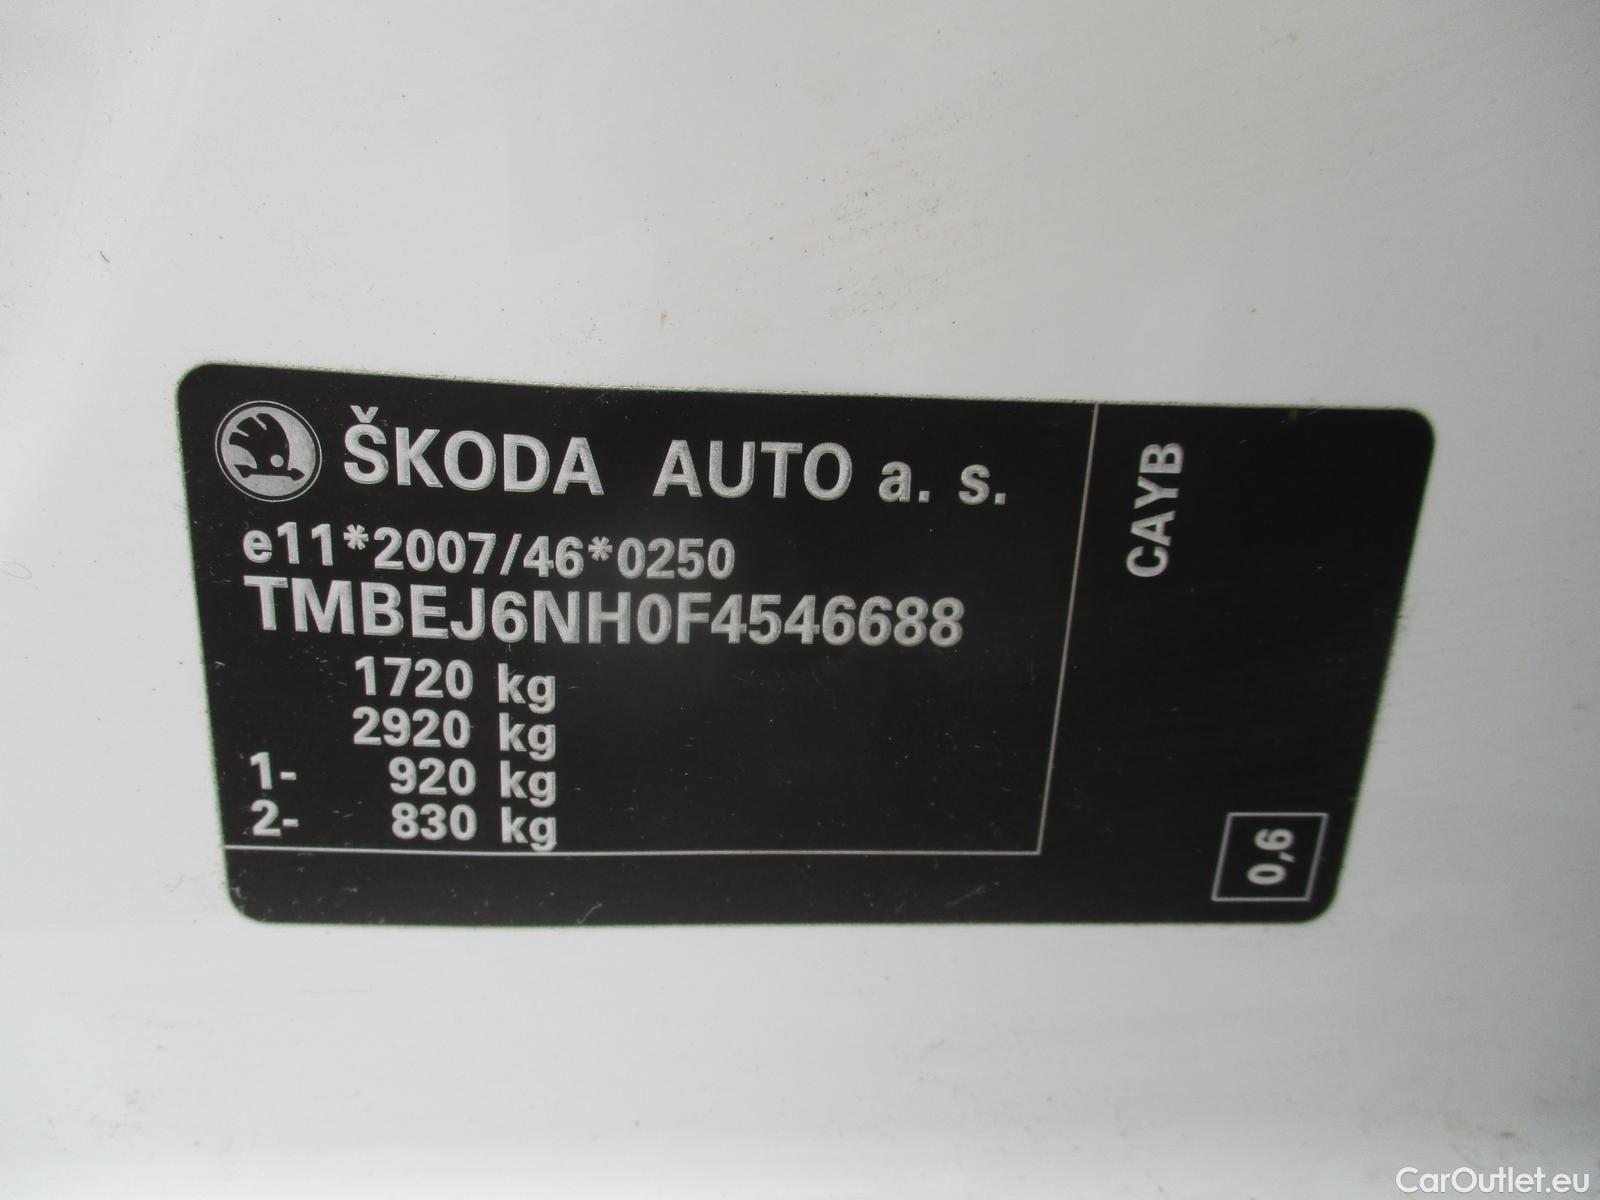 ŠKODA AUTO a. s.
e11*2007/46*0250
TMBEJ6NH0F4546688
1720 kg
2920 kg
1- 920 kg
2- 830 kg
CAYB
0,6
CarOutlet.eu